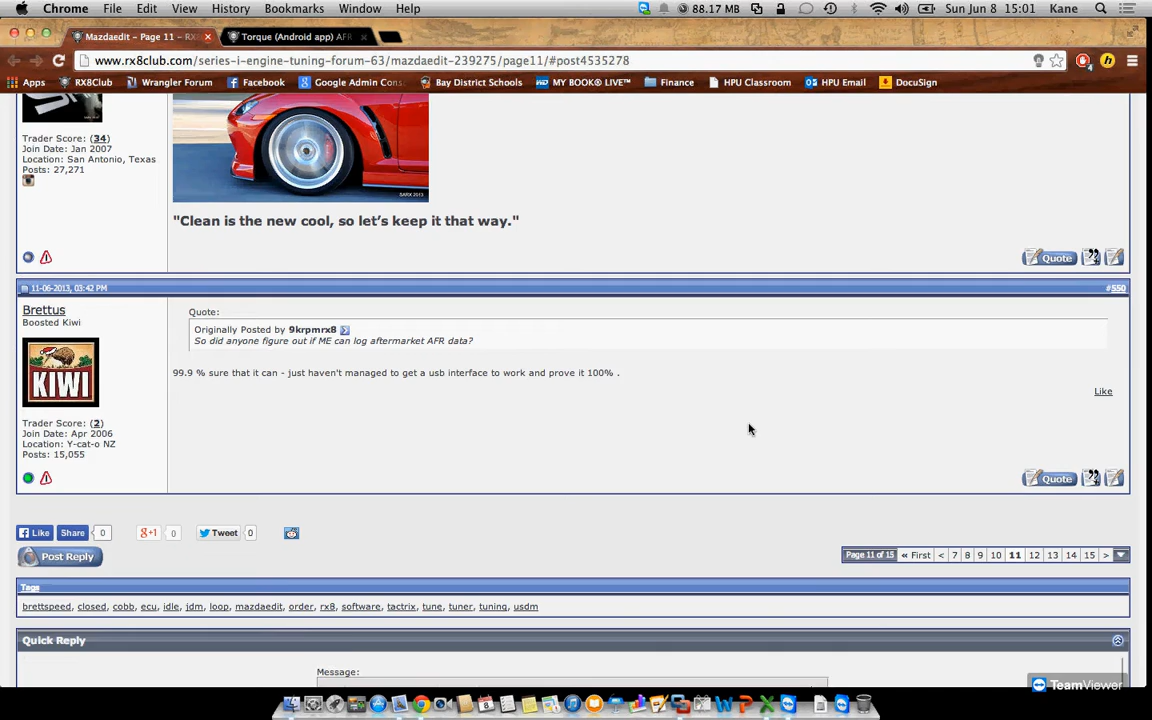 Chrome File Edit View History Bookmarks Window Help 88.17 MB Sun Jun 8 15:01 Kane
Mazdaedit - Page 11 - RX Torque (Android app) AFR
www.rx8club.com/series-i-engine-tuning-forum-63/mazdaedit-239275/page11/#post4535278
Apps RX8Club Wrangler Forum Facebook Google Admin Cons Bay District Schools WD MY BOOK® LIVE™ Finance HPU Classroom HPU Email DocuSign
Trader Score: (34)
Join Date: Jan 2007
Location: San Antonio, Texas
Posts: 27,271
SARX 2013
"Clean is the new cool, so let's keep it that way."
Quote
11-06-2013, 03:42 PM #550
Brettus
Boosted Kiwi
KIWI
Trader Score: (2)
Join Date: Apr 2006
Location: Y-cat-o NZ
Posts: 15,055
Quote:
Originally Posted by 9krpmrx8
So did anyone figure out if ME can log aftermarket AFR data?
99.9 % sure that it can - just haven't managed to get a usb interface to work and prove it 100% .
Like
Quote
Like Share 0 g+1 0 Tweet 0
Post Reply
Page 11 of 15 « First < 7 8 9 10 11 12 13 14 15 >
Tags
brettspeed, closed, cobb, ecu, idle, jdm, loop, mazdaedit, order, rx8, software, tactrix, tune, tuner, tuning, usdm
Quick Reply
Message:
TeamViewer